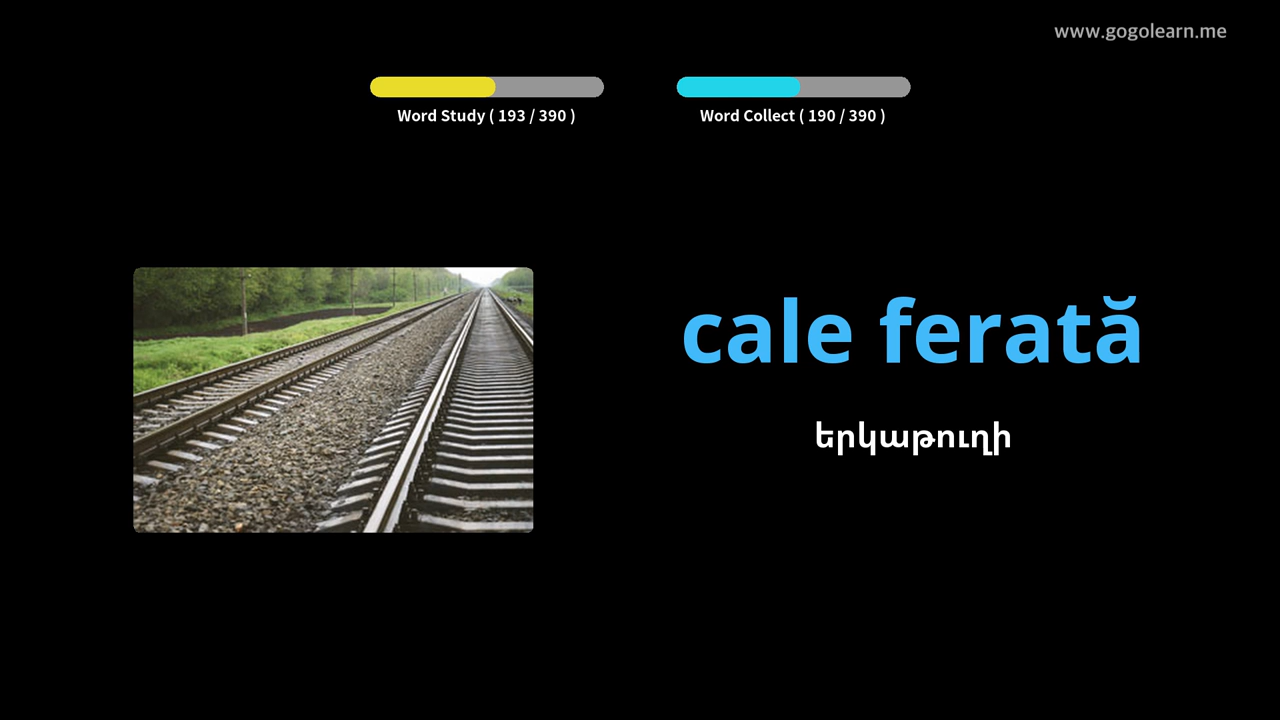 www.gogolearn.me
Word Study ( 193 / 390 )
Word Collect ( 190 / 390 )
cale ferată
երկաթուղի